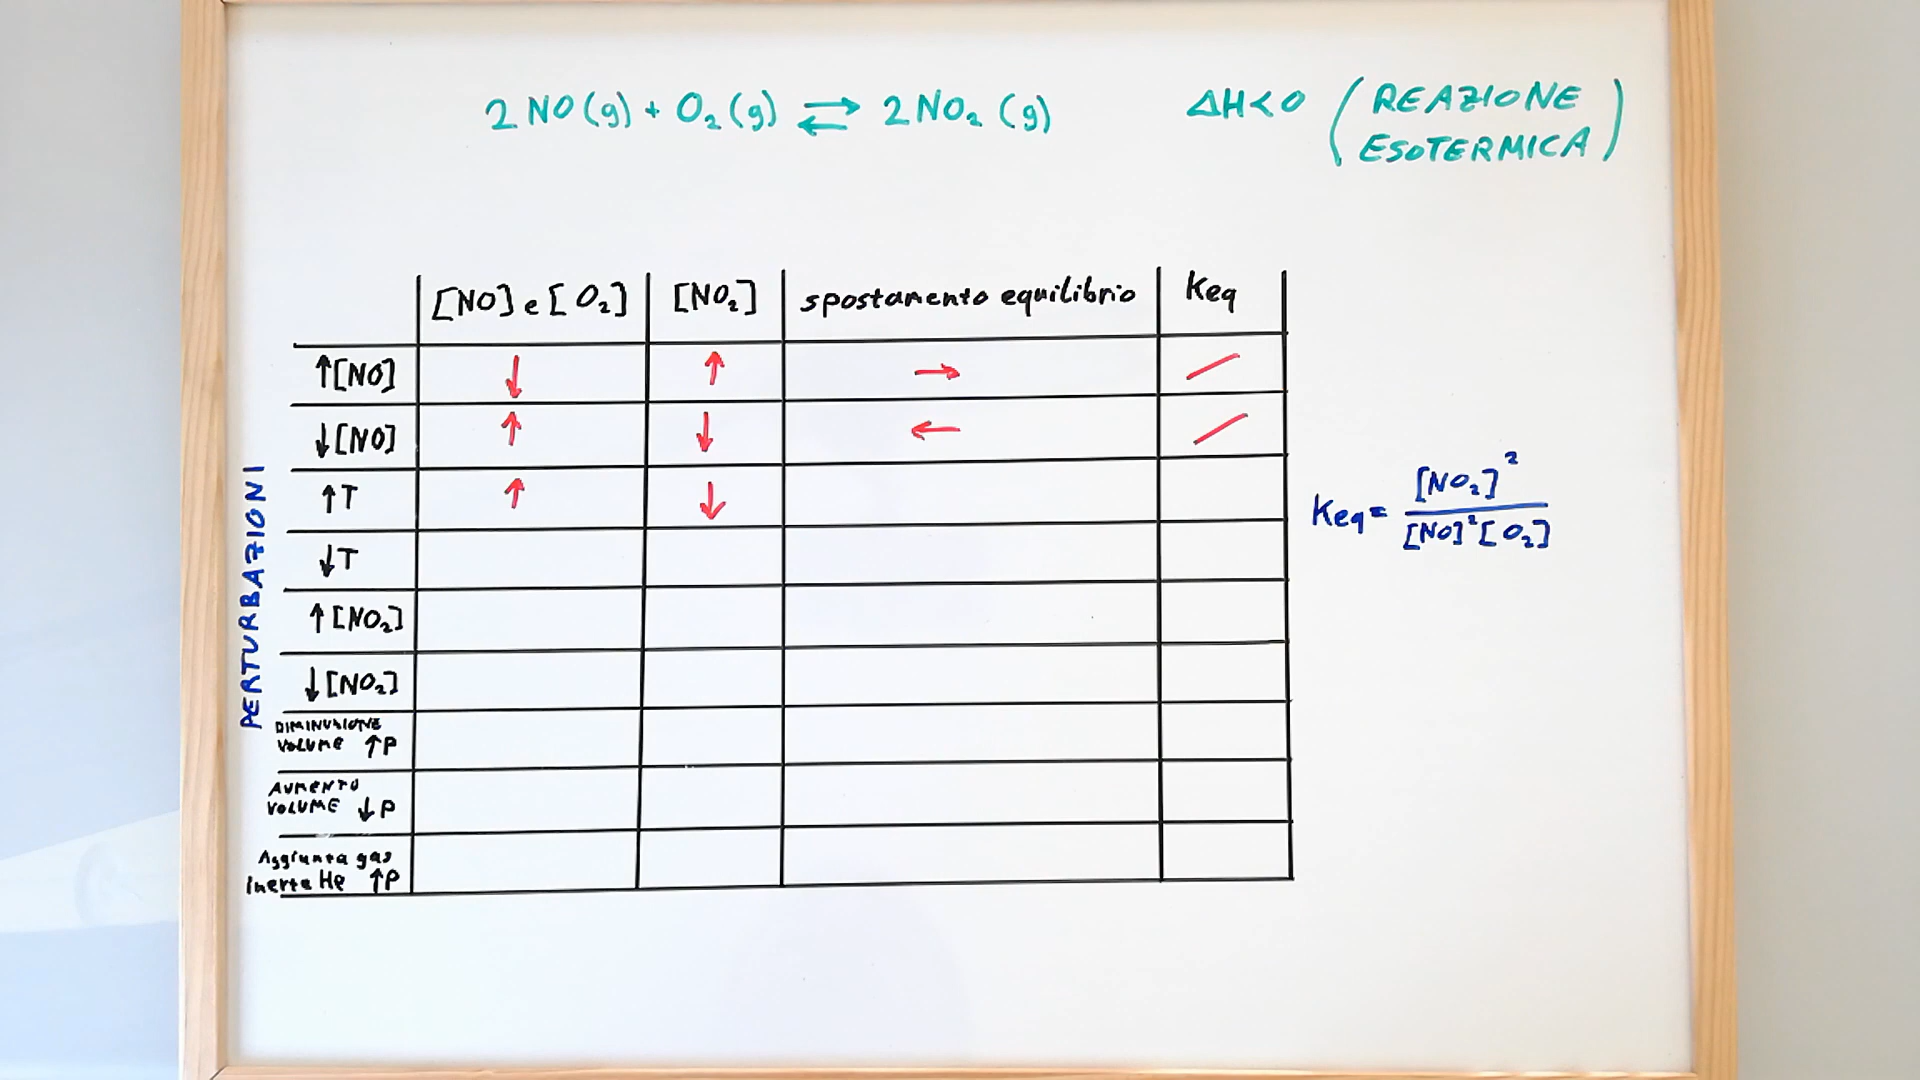 2 NO (g) + O₂ (g) ⇌ 2 NO₂ (g)
ΔH<0 (REAZIONE
ESOTERMICA)
[NO] e [O₂] [NO₂] spostamento equilibrio Keq
↑[NO] ↓ ↑ → /
↓[NO] ↑ ↓ ← /
↑T ↑ ↓
↓T
↑[NO₂]
↓[NO₂]
DIMINUZIONE
VOLUME ↑P
AUMENTO
VOLUME ↓P
Aggiunta gas
inerte He ↑P
PERTURBAZIONI
Keq = [NO₂]²
[NO]²[O₂]